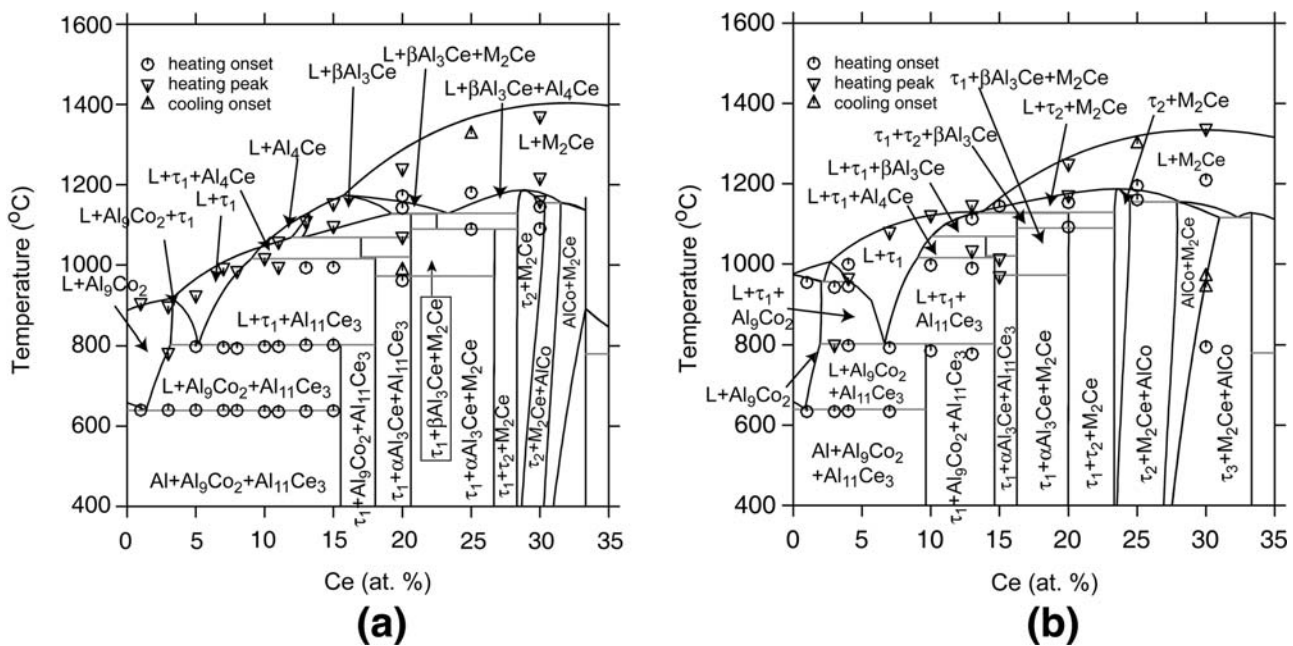 1600
1400
1200
1000
800
600
400
Temperature (°C)
heating onset
heating peak
cooling onset
L+βAl₃Ce
L+βAl₃Ce+M₂Ce
L+βAl₃Ce+Al₄Ce
L+M₂Ce
L+Al₄Ce
L+τ₁+Al₄Ce
L+τ₁
L+Al₉Co₂+τ₁
L+Al₉Co₂
L+τ₁+Al₁₁Ce₃
L+Al₉Co₂+Al₁₁Ce₃
Al+Al₉Co₂+Al₁₁Ce₃
τ₁+Al₉Co₂+Al₁₁Ce₃
τ₁+αAl₃Ce+Al₁₁Ce₃
τ₁+βAl₃Ce+M₂Ce
τ₁+αAl₃Ce+M₂Ce
τ₁+τ₂+M₂Ce
τ₂+M₂Ce
τ₂+M₂Ce+AlCo
AlCo+M₂Ce
0 5 10 15 20 25 30 35
Ce (at. %)
(a)
1600
1400
1200
1000
800
600
400
Temperature (°C)
heating onset
heating peak
cooling onset
τ₁+βAl₃Ce+M₂Ce
L+τ₂+M₂Ce
τ₂+M₂Ce
τ₁+τ₂+βAl₃Ce
L+M₂Ce
L+τ₁+βAl₃Ce
L+τ₁+Al₄Ce
L+τ₁
L+τ₁+
Al₉Co₂
L+τ₁+
Al₁₁Ce₃
L+Al₉Co₂
L+Al₉Co₂
+Al₁₁Ce₃
Al+Al₉Co₂
+Al₁₁Ce₃
τ₁+Al₉Co₂+Al₁₁Ce₃
τ₁+αAl₃Ce+Al₁₁Ce₃
τ₁+αAl₃Ce+M₂Ce
τ₁+τ₂+M₂Ce
τ₂+M₂Ce+AlCo
AlCo+M₂Ce
τ₃+M₂Ce+AlCo
0 5 10 15 20 25 30 35
Ce (at. %)
(b)